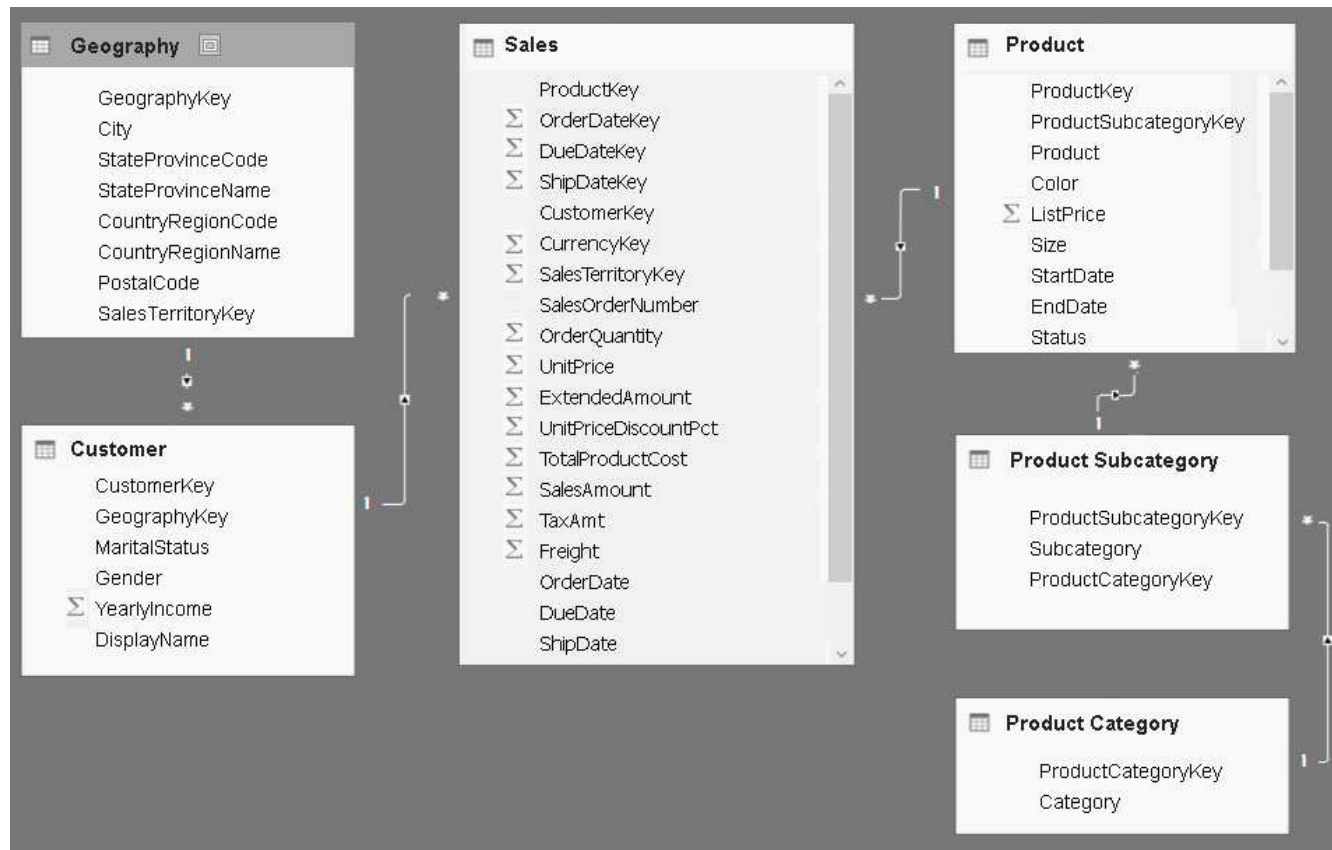 Geography
GeographyKey
City
StateProvinceCode
StateProvinceName
CountryRegionCode
CountryRegionName
PostalCode
SalesTerritoryKey
1
*
Customer
CustomerKey
GeographyKey
MaritalStatus
Gender
Σ YearlyIncome
DisplayName
1
*
Sales
ProductKey
Σ OrderDateKey
Σ DueDateKey
Σ ShipDateKey
CustomerKey
Σ CurrencyKey
Σ SalesTerritoryKey
SalesOrderNumber
Σ OrderQuantity
Σ UnitPrice
Σ ExtendedAmount
Σ UnitPriceDiscountPct
Σ TotalProductCost
Σ SalesAmount
Σ TaxAmt
Σ Freight
OrderDate
DueDate
ShipDate
*
1
Product
ProductKey
ProductSubcategoryKey
Product
Color
Σ ListPrice
Size
StartDate
EndDate
Status
*
1
Product Subcategory
ProductSubcategoryKey
Subcategory
ProductCategoryKey
*
1
Product Category
ProductCategoryKey
Category